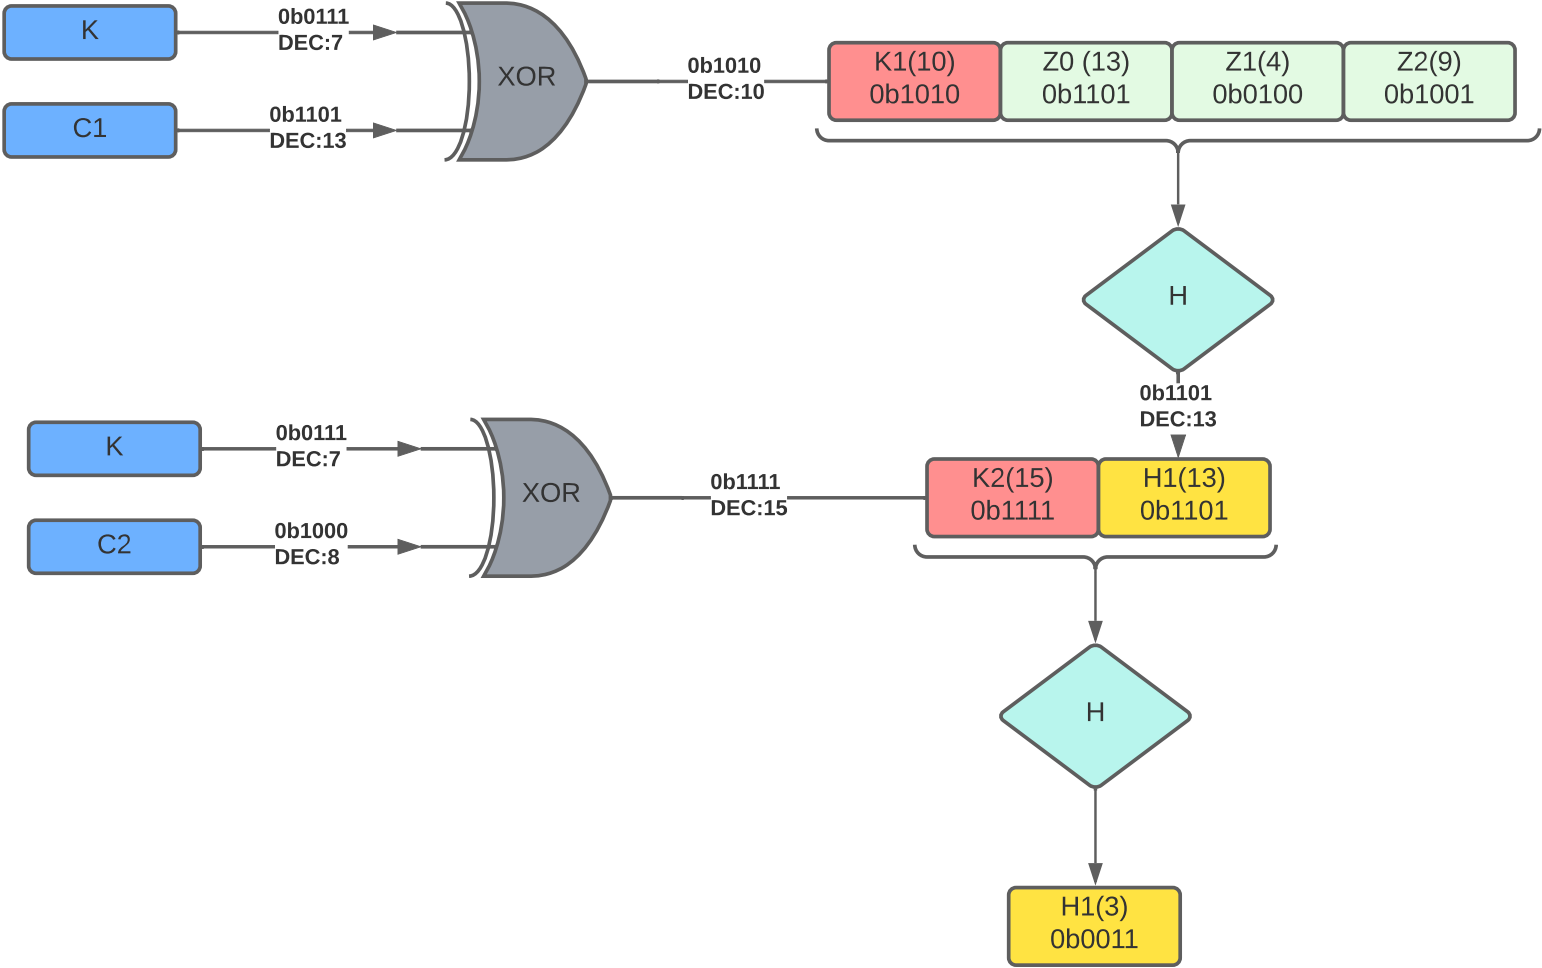 K
0b0111
DEC:7
C1
0b1101
DEC:13
XOR
0b1010
DEC:10
K1(10)
0b1010
Z0 (13)
0b1101
Z1(4)
0b0100
Z2(9)
0b1001
H
0b1101
DEC:13
K
0b0111
DEC:7
C2
0b1000
DEC:8
XOR
0b1111
DEC:15
K2(15)
0b1111
H1(13)
0b1101
H
H1(3)
0b0011